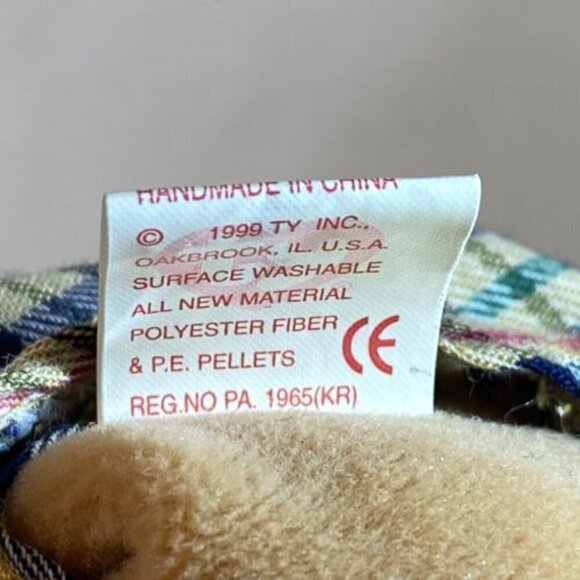 HANDMADE IN CHINA
© 1999 TY INC.,
OAKBROOK, IL. U.S.A.
SURFACE WASHABLE
ALL NEW MATERIAL
POLYESTER FIBER
& P.E. PELLETS
CE
REG.NO PA. 1965(KR)